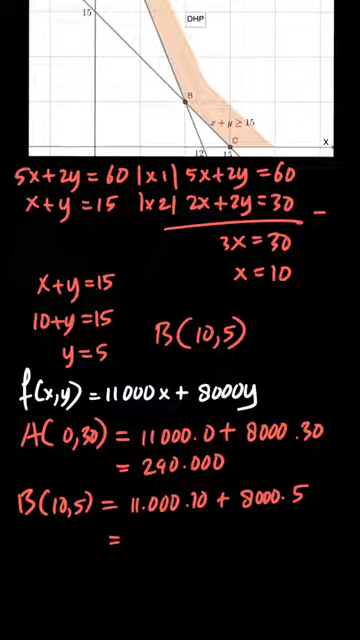 15
DHP
B
x + y ≥ 15
C
12
15
X
5x+2y=60 |x1| 5x+2y=60
x+y=15 |x2| 2x+2y=30 –
3x=30
x=10
x+y=15
10+y=15
y=5
B(10,5)
f(x,y)=11000x+8000y
A(0,30) = 11000.0+8000.30
= 240.000
B(10,5) = 11.000.10 + 8000.5
=